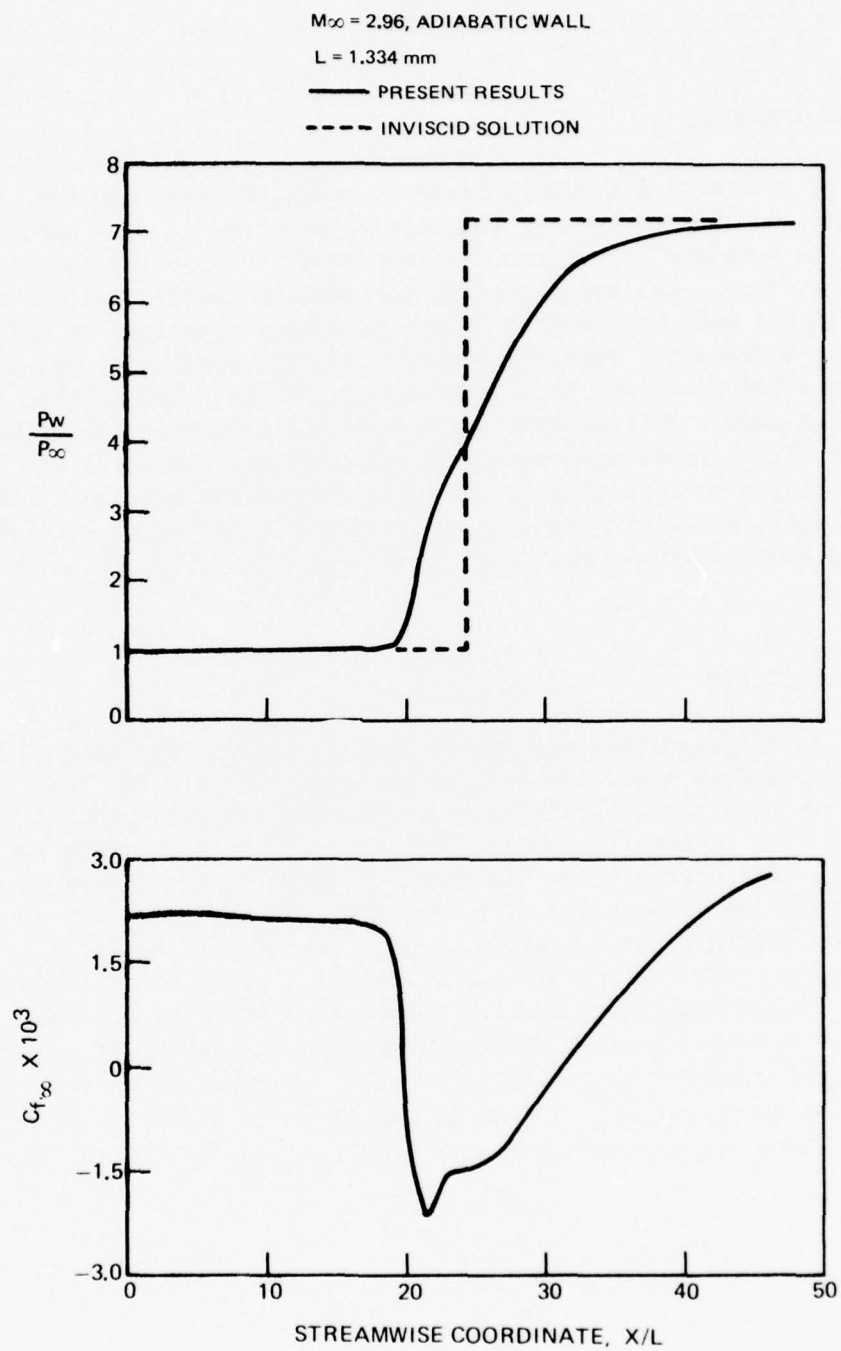 M∞ = 2.96, ADIABATIC WALL
L = 1.334 mm
PRESENT RESULTS
INVISCID SOLUTION
8
7
6
5
4
3
2
1
0
Pw
P∞
3.0
1.5
0
−1.5
−3.0
Cf,∞ X 10³
0
10
20
30
40
50
STREAMWISE COORDINATE, X/L